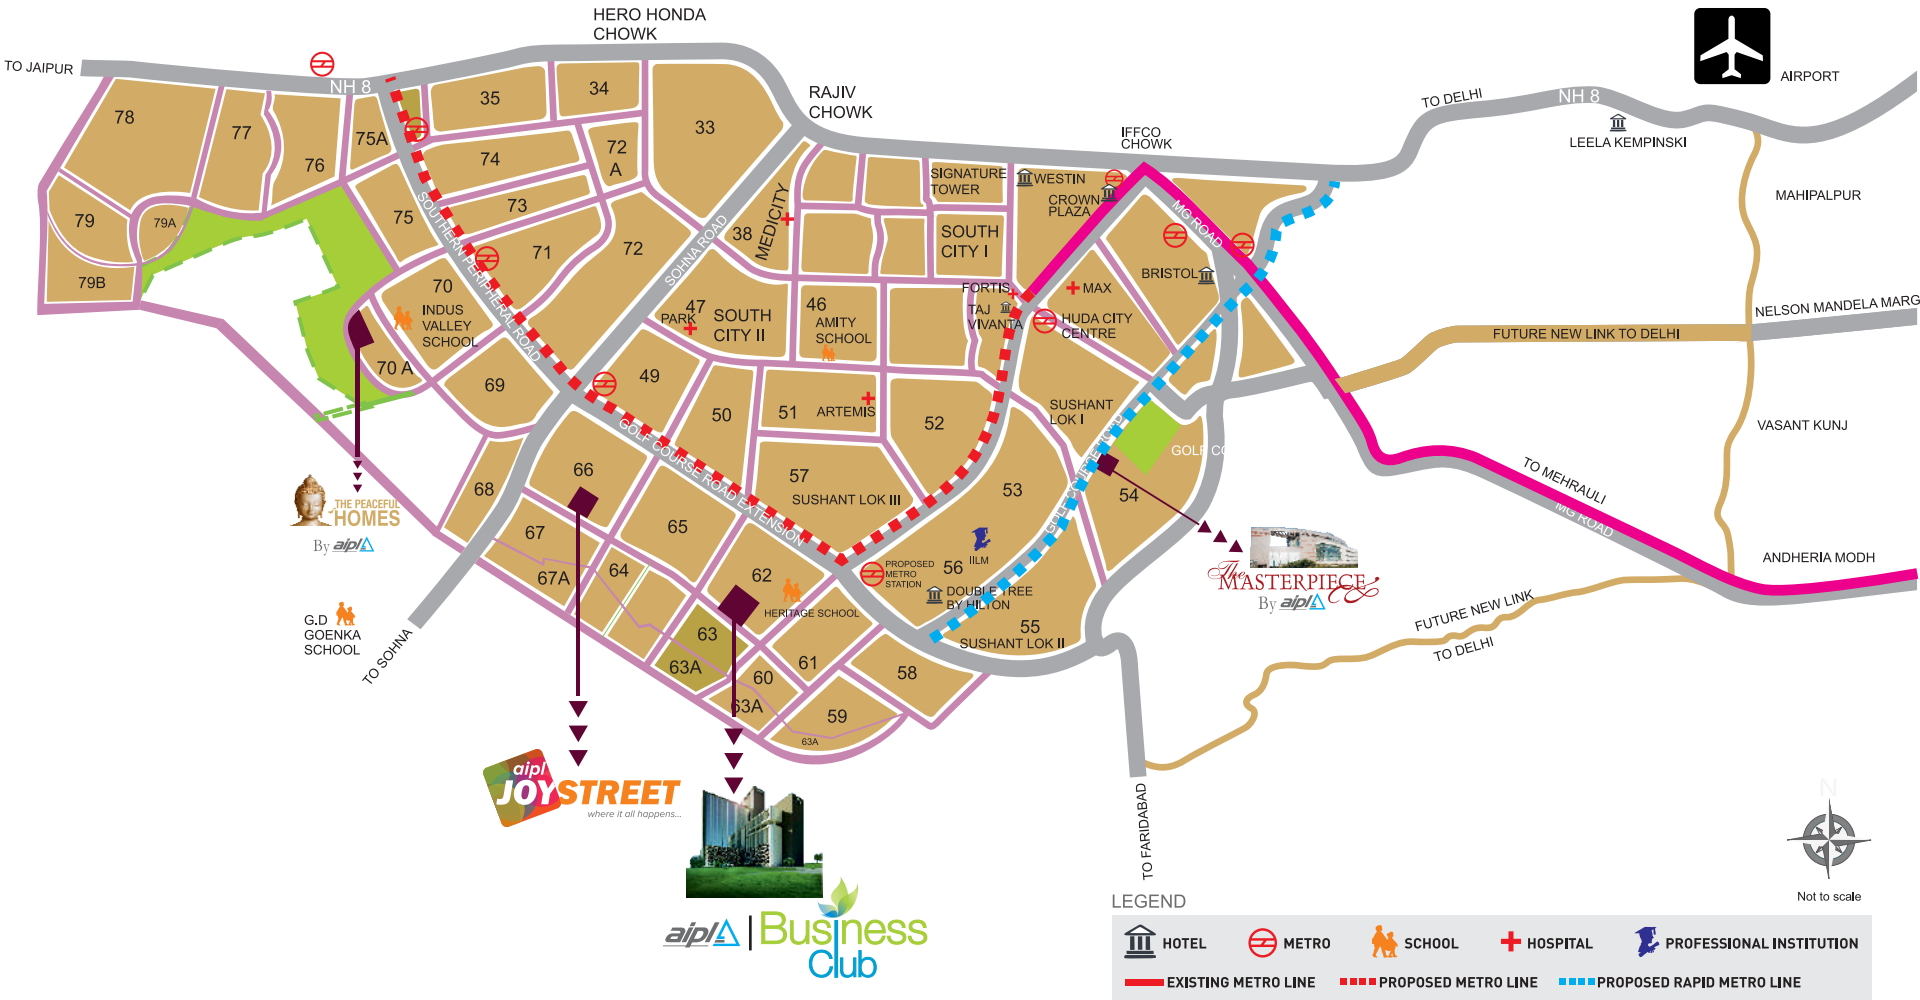 HERO HONDA
CHOWK
TO JAIPUR
NH 8
RAJIV
CHOWK
IFFCO
CHOWK
TO DELHI
NH 8
AIRPORT
LEELA KEMPINSKI
MAHIPALPUR
NELSON MANDELA MARG
FUTURE NEW LINK TO DELHI
VASANT KUNJ
TO MEHRAULI
MG ROAD
ANDHERIA MODH
FUTURE NEW LINK
TO DELHI
78
77
76
75A
35
34
33
74
72
A
73
75
79
79A
79B
71
72
70
INDUS
VALLEY
SCHOOL
70 A
69
SOUTHERN PERIPHERAL ROAD
SOHNA ROAD
38
MEDICITY
SIGNATURE
TOWER
WESTIN
CROWN
PLAZA
SOUTH
CITY I
MG ROAD
BRISTOL
FORTIS
MAX
TAJ
VIVANTA
HUDA CITY
CENTRE
47
PARK
SOUTH
CITY II
46
AMITY
SCHOOL
49
50
51
ARTEMIS
52
SUSHANT
LOK I
GOLF CO
GOLF COURSE ROAD
GOLF COURSE ROAD EXTENSION
57
SUSHANT LOK III
53
54
66
68
65
67
67A
64
62
HERITAGE SCHOOL
PROPOSED
METRO
STATION
56
IILM
DOUBLE TREE
BY HILTON
55
SUSHANT LOK II
63
63A
60
61
58
63A
59
63A
THE PEACEFUL
HOMES
By aipl
G.D
GOENKA
SCHOOL
TO SOHNA
The
MASTERPIECE
By aipl
TO FARIDABAD
aipl
JOYSTREET
where it all happens...
aipl | Business
Club
N
Not to scale
LEGEND
HOTEL
METRO
SCHOOL
HOSPITAL
PROFESSIONAL INSTITUTION
EXISTING METRO LINE
PROPOSED METRO LINE
PROPOSED RAPID METRO LINE